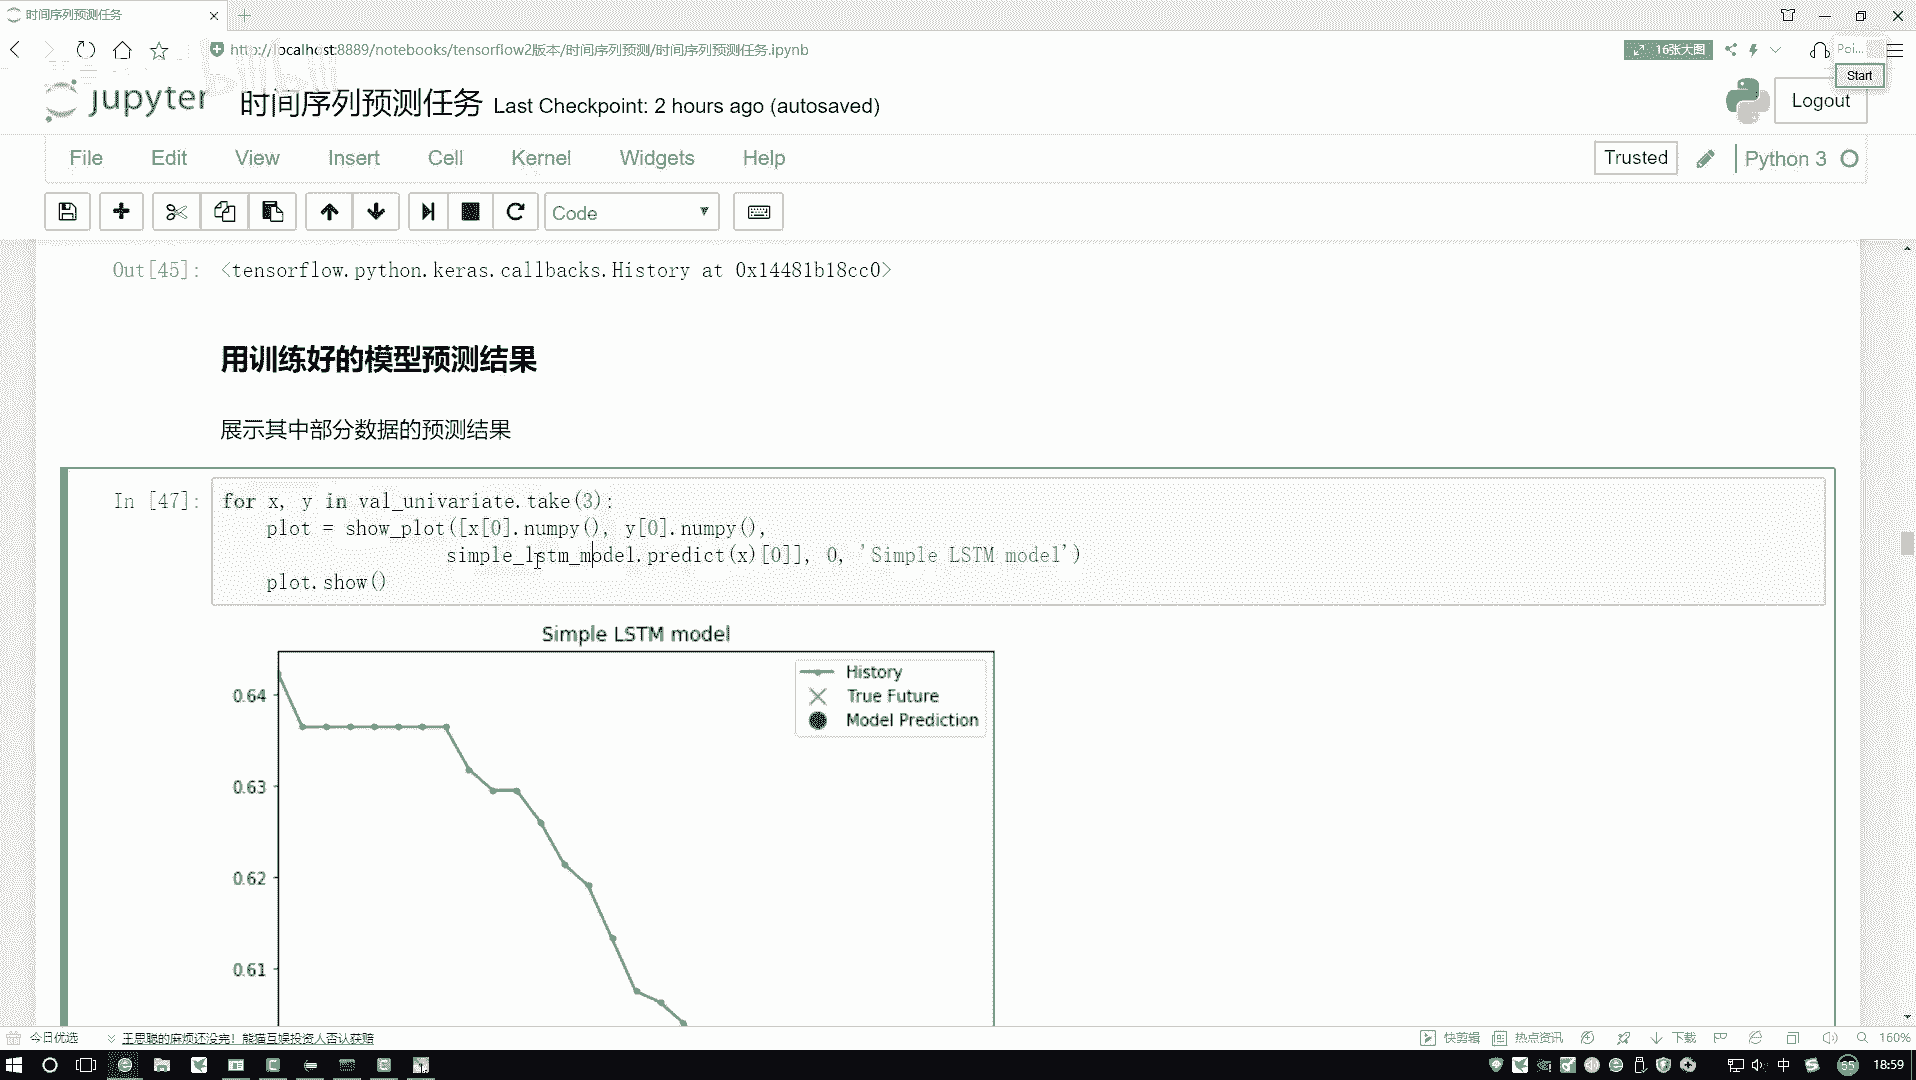 时间序列预测任务
http://localhost:8889/notebooks/tensorflow2版本/时间序列预测/时间序列预测任务.ipynb
16张大图
Poi...
Start
jupyter 时间序列预测任务 Last Checkpoint: 2 hours ago (autosaved)
Logout
File Edit View Insert Cell Kernel Widgets Help
Trusted
Python 3
Code
Out[45]: <tensorflow.python.keras.callbacks.History at 0x14481b18cc0>
用训练好的模型预测结果
展示其中部分数据的预测结果
In [47]: for x, y in val_univariate.take(3):
plot = show_plot([x[0].numpy(), y[0].numpy(),
simple_lstm_model.predict(x)[0]], 0, 'Simple LSTM model')
plot.show()
Simple LSTM model
History
True Future
Model Prediction
0.64
0.63
0.62
0.61
今日优选
王思聪的麻烦还没完！熊猫互娱投资人否认获赔
快剪辑
热点资讯
下载
160%
中
55
18:59